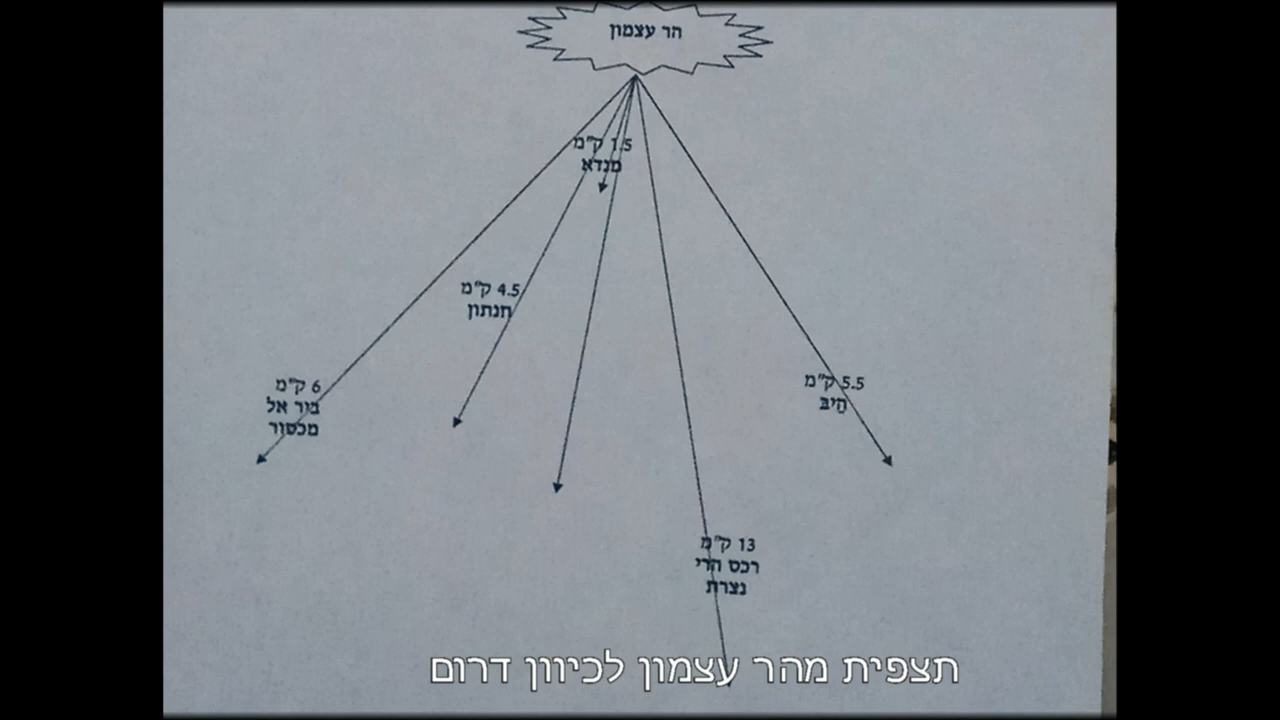 הר עצמון
1.5 ק"מ
מנדא
4.5 ק"מ
חנתון
6 ק"מ
ביר אל
מכסור
5.5 ק"מ
חַיבּ
13 ק"מ
רכס הרי
נצרת
תצפית מהר עצמון לכיוון דרום